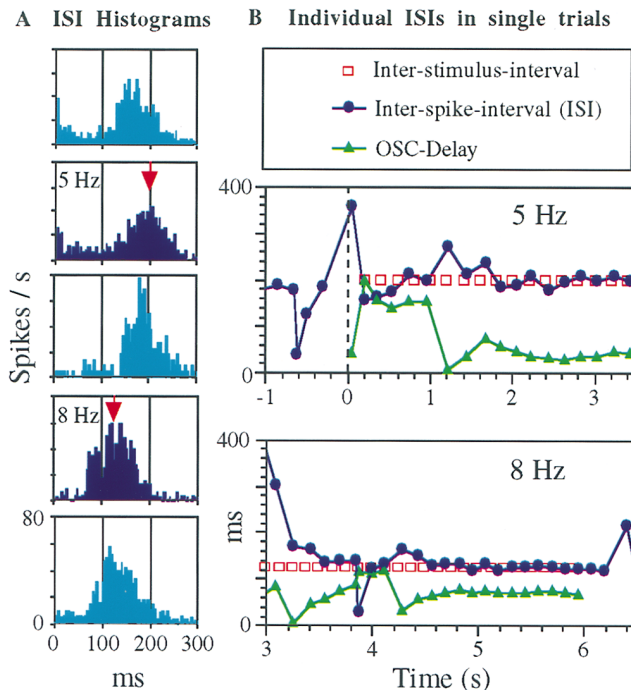 A ISI Histograms
B Individual ISIs in single trials
Inter-stimulus-interval
Inter-spike-interval (ISI)
OSC-Delay
5 Hz
8 Hz
80
0
0 100 200 300
ms
Spikes / s
400
5 Hz
0
-1 0 1 2 3
400
8 Hz
ms
0
3 4 5 6
Time (s)